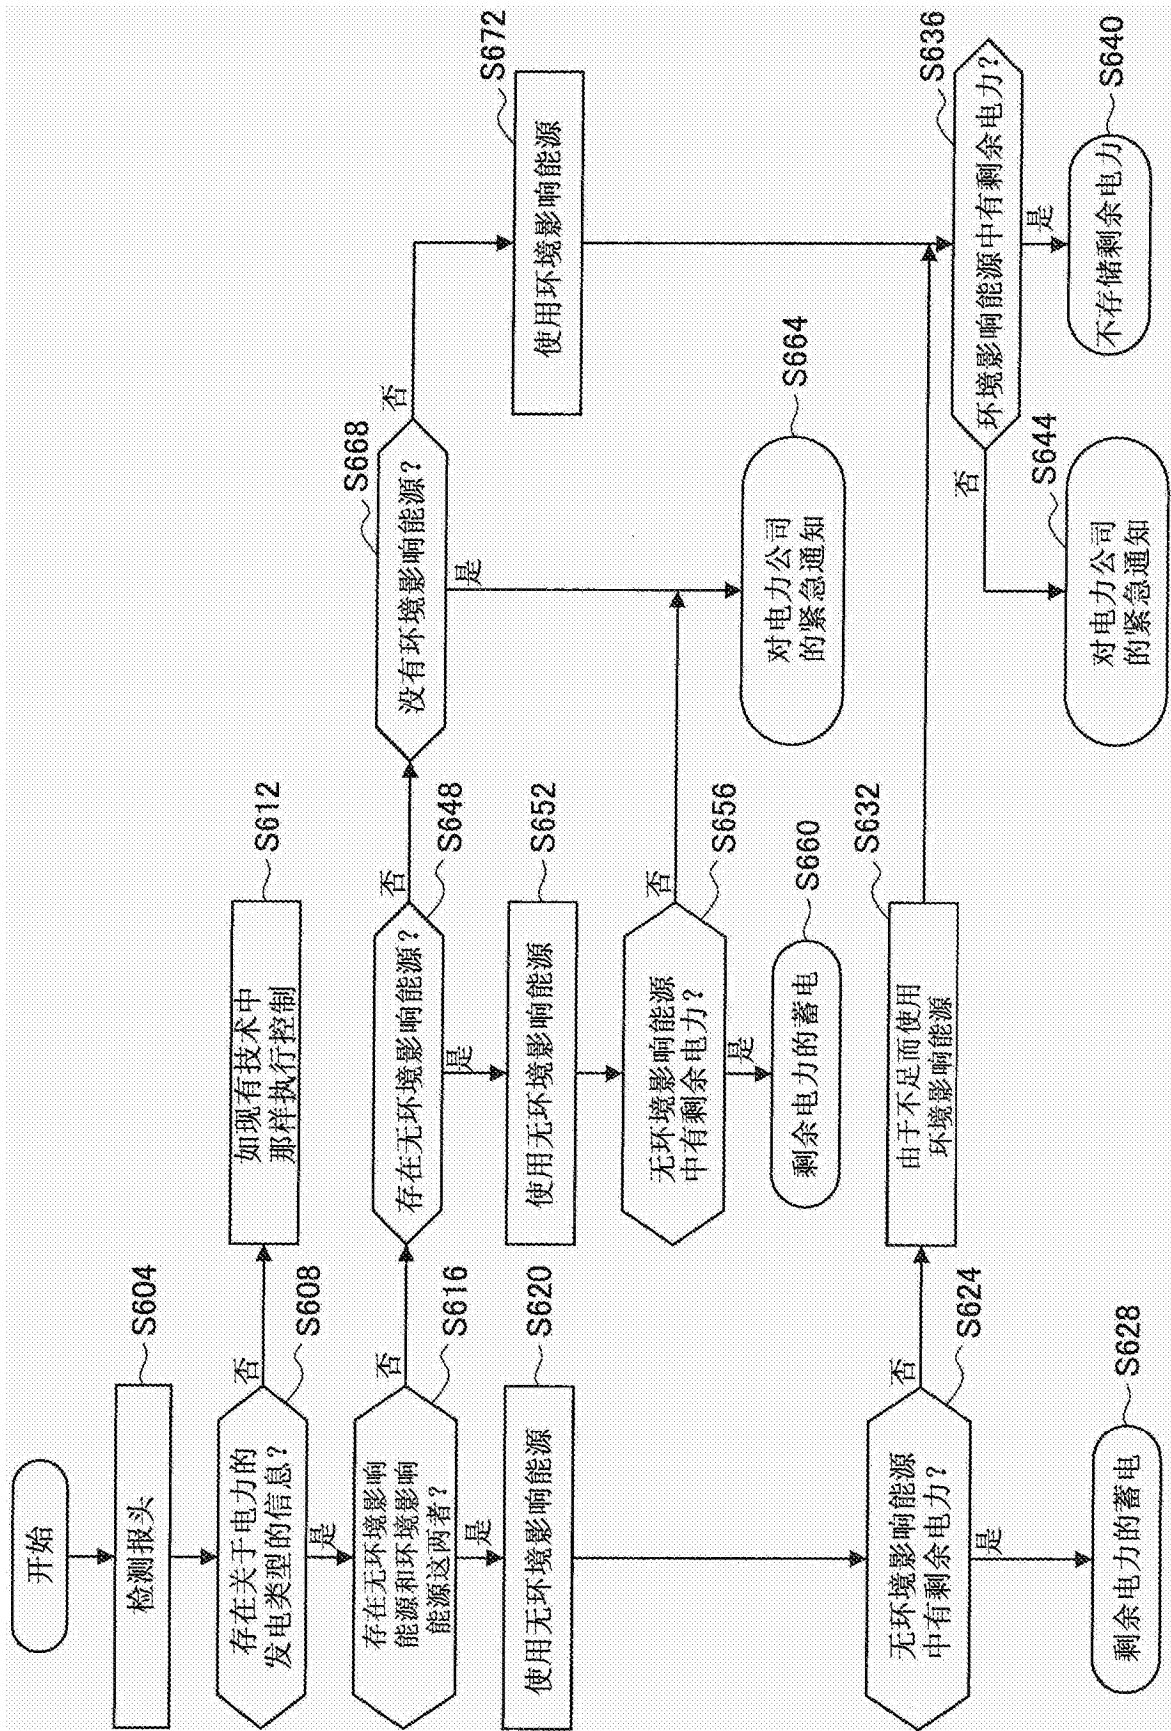 开始
检测报头
S604
存在关于电力的
发电类型的信息？
S608
否
是
如现有技术中
那样执行控制
S612
存在无环境影响
能源和环境影响
能源这两者？
S616
否
是
使用无环境影响能源
S620
无环境影响能源
中有剩余电力？
S624
否
是
剩余电力的蓄电
S628
由于不足而使用
环境影响能源
S632
存在无环境影响能源？
S648
否
是
使用无环境影响能源
S652
无环境影响能源
中有剩余电力？
S656
否
是
剩余电力的蓄电
S660
没有环境影响能源？
S668
否
是
对电力公司
的紧急通知
S664
使用环境影响能源
S672
环境影响能源中有剩余电力？
S636
否
是
不存储剩余电力
S640
对电力公司
的紧急通知
S644